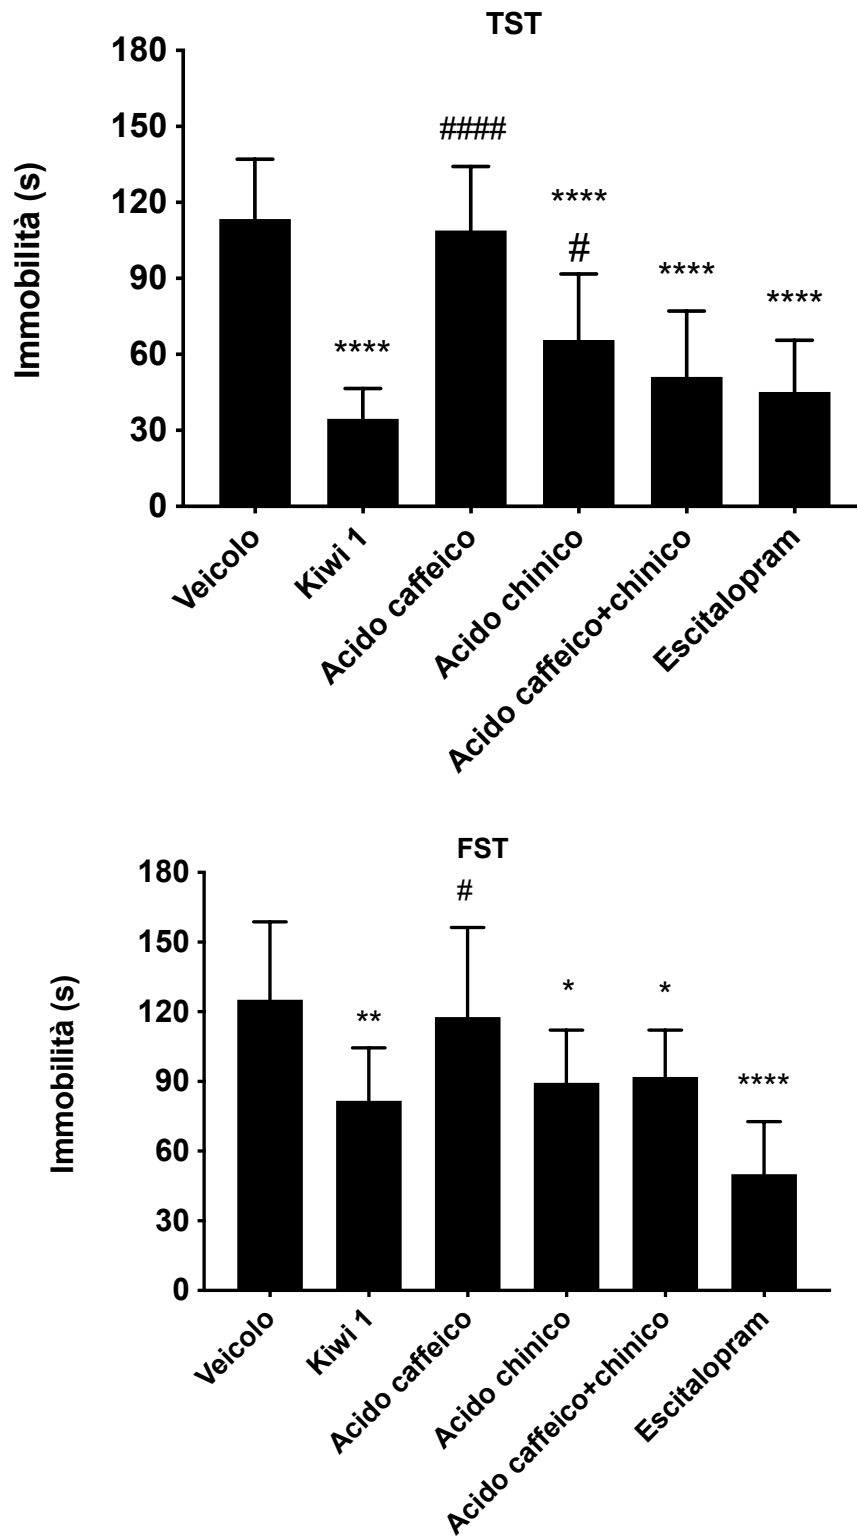 TST
Immobilità (s)
180
150
120
90
60
30
0
####
****
#
****
****
****
Veicolo
Kiwi 1
Acido caffeico
Acido chinico
Acido caffeico+chinico
Escitalopram
FST
Immobilità (s)
180
150
120
90
60
30
0
#
**
*
*
****
Veicolo
Kiwi 1
Acido caffeico
Acido chinico
Acido caffeico+chinico
Escitalopram